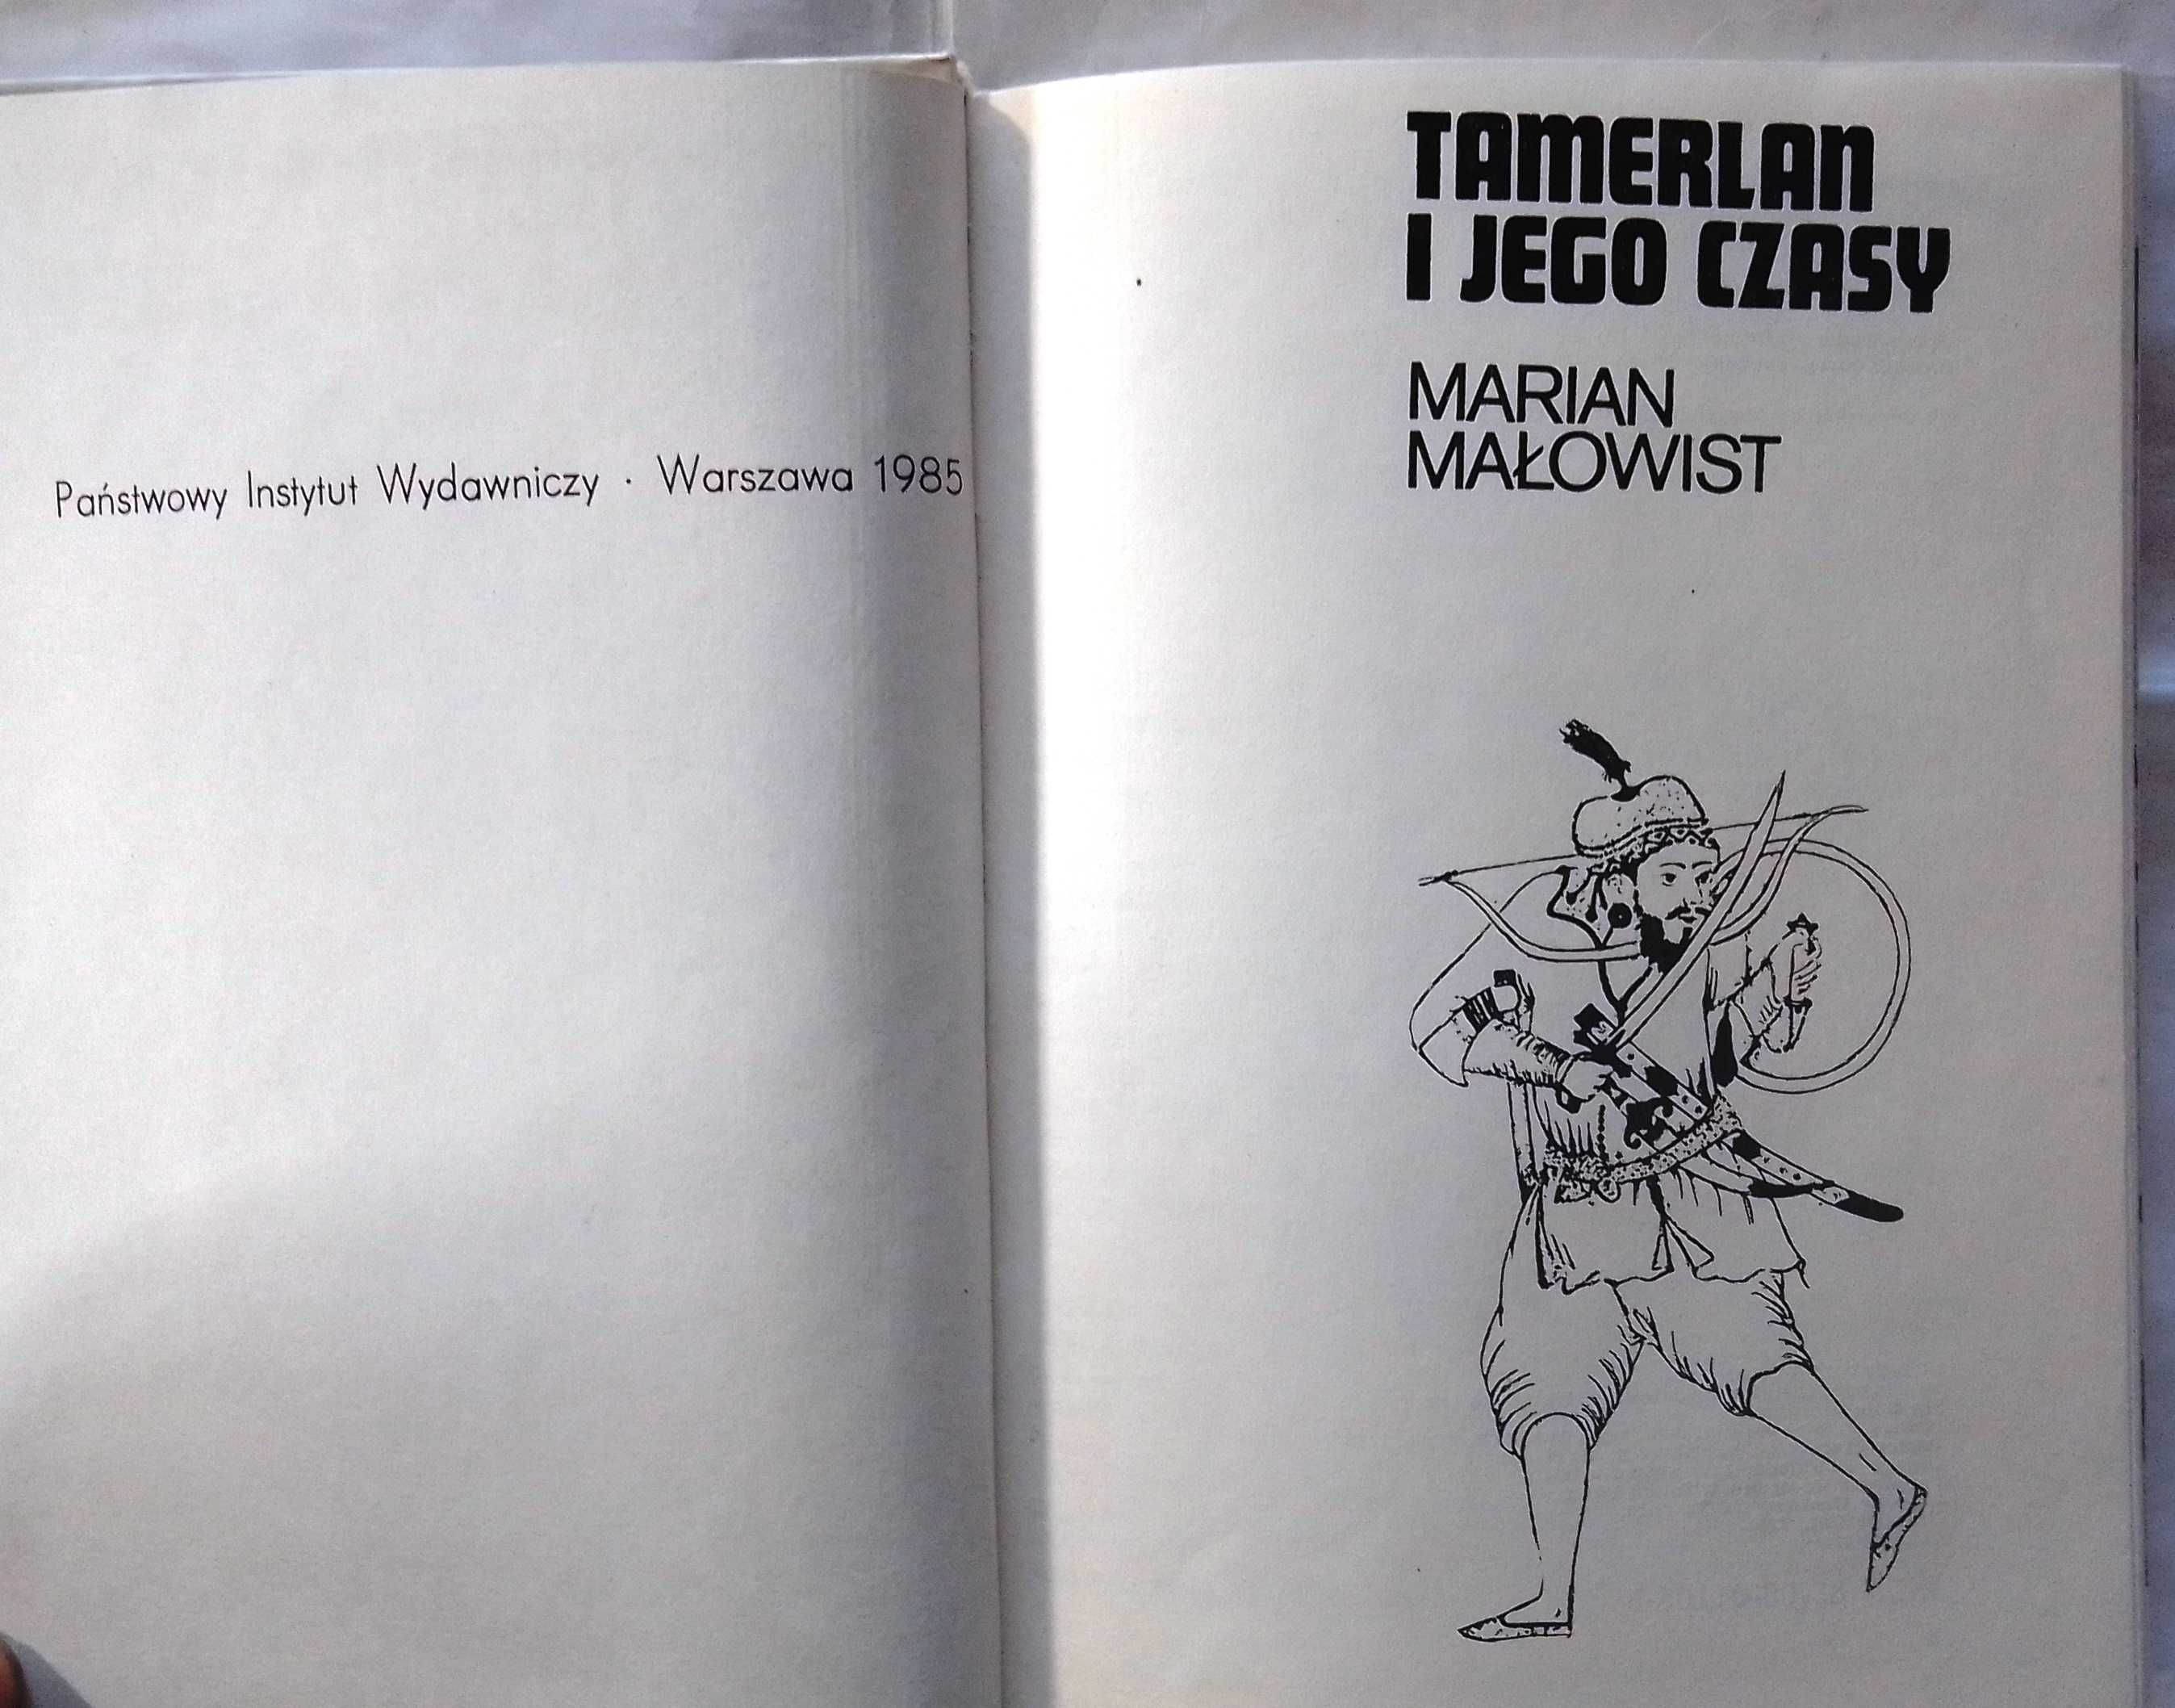 Państwowy Instytut Wydawniczy · Warszawa 1985
TAMERLAN
I JEGO CZASY
MARIAN
MAŁOWIST